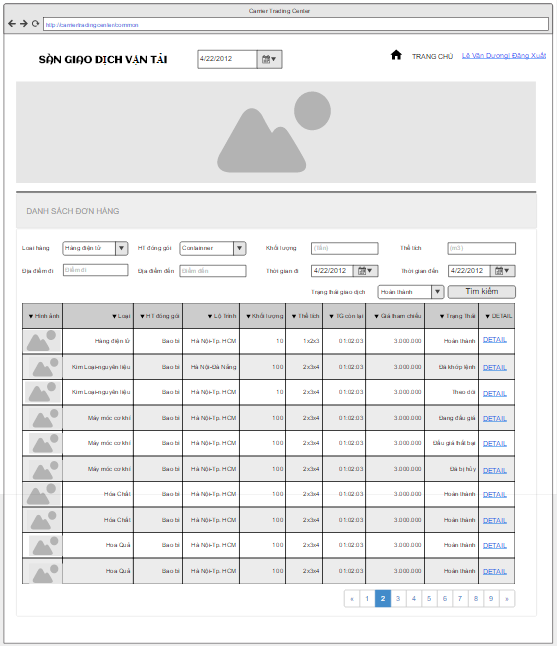 Carrier Trading Center
http://carriertradingcenter/common
SÀN GIAO DỊCH VẬN TẢI 4/22/2012 TRANG CHỦ Lê Văn Dương| Đăng Xuất
DANH SÁCH ĐƠN HÀNG
Loại hàng Hàng điện tử HT đóng gói Container Khối lượng (Tấn) Thể tích (m3)
Địa điểm đi Điểm đi Địa điểm đến Điểm đến Thời gian đi 4/22/2012 Thời gian đến 4/22/2012
Trạng thái giao dịch Hoàn thành Tìm kiếm
▼ Hình ảnh ▼ Loại ▼ HT đóng gói ▼ Lộ Trình ▼ Khối lượng ▼ Thể tích ▼ TG còn lại ▼ Giá tham chiếu ▼ Trạng Thái ▼ DETAIL
Hàng điện tử Bao bì Hà Nội-Tp. HCM 10 1x2x3 01:02:03 3.000.000 Hoàn thành DETAIL
Kim Loại-nguyên liệu Bao bì Hà Nội-Đà Nẵng 100 2x3x4 01:02:03 3.000.000 Đã khớp lệnh DETAIL
Kim Loại-nguyên liệu Bao bì Hà Nội-Tp. HCM 10 2x3x4 01:02:03 3.000.000 Theo dõi DETAIL
Máy móc cơ khí Bao bì Hà Nội-Tp. HCM 100 2x3x4 01:02:03 3.000.000 Đang đấu giá DETAIL
Máy móc cơ khí Bao bì Hà Nội-Tp. HCM 100 2x3x4 01:02:03 3.000.000 Đấu giá thất bại DETAIL
Máy móc cơ khí Bao bì Hà Nội-Tp. HCM 100 2x3x4 01:02:03 3.000.000 Đã bị hủy DETAIL
Hóa Chất Bao bì Hà Nội-Tp. HCM 100 2x3x4 01:02:03 3.000.000 Hoàn thành DETAIL
Hóa Chất Bao bì Hà Nội-Tp. HCM 100 2x3x4 01:02:03 3.000.000 Hoàn thành DETAIL
Hoa Quả Bao bì Hà Nội-Tp. HCM 100 2x3x4 01:02:03 3.000.000 Hoàn thành DETAIL
Hoa Quả Bao bì Hà Nội-Tp. HCM 100 2x3x4 01:02:03 3.000.000 Hoàn thành DETAIL
« 1 2 3 4 5 6 7 8 9 »